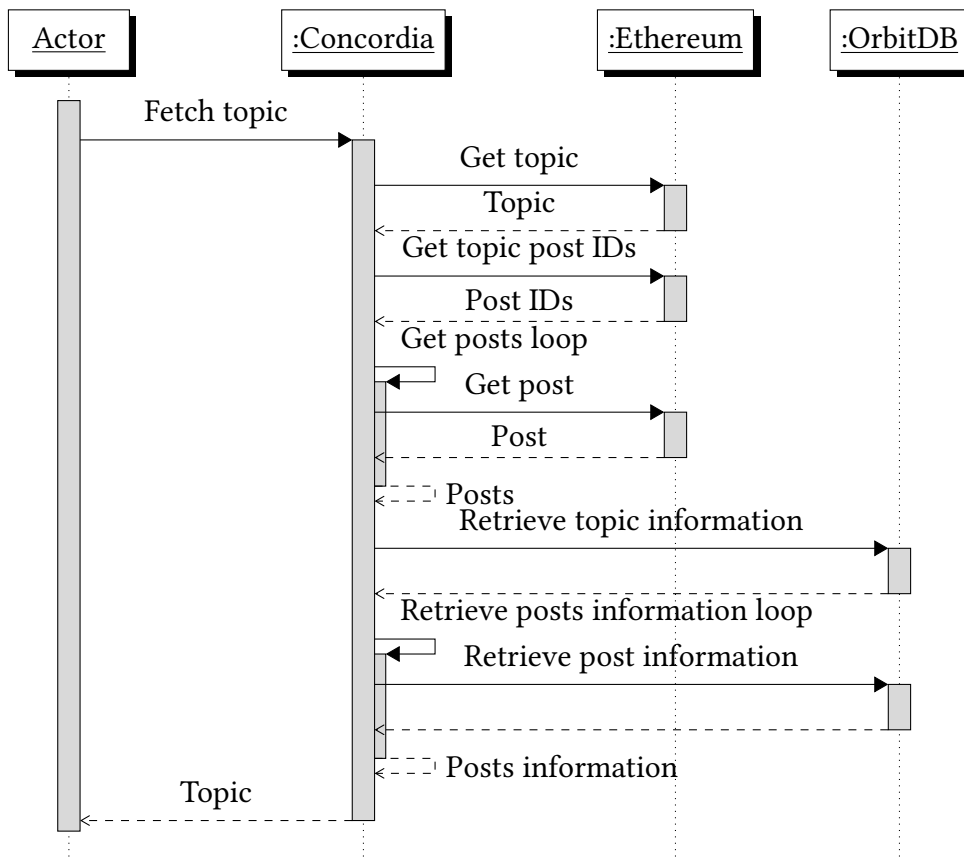 Actor
:Concordia
:Ethereum
:OrbitDB
Fetch topic
Get topic
Topic
Get topic post IDs
Post IDs
Get posts loop
Get post
Post
Posts
Retrieve topic information
Retrieve posts information loop
Retrieve post information
Posts information
Topic